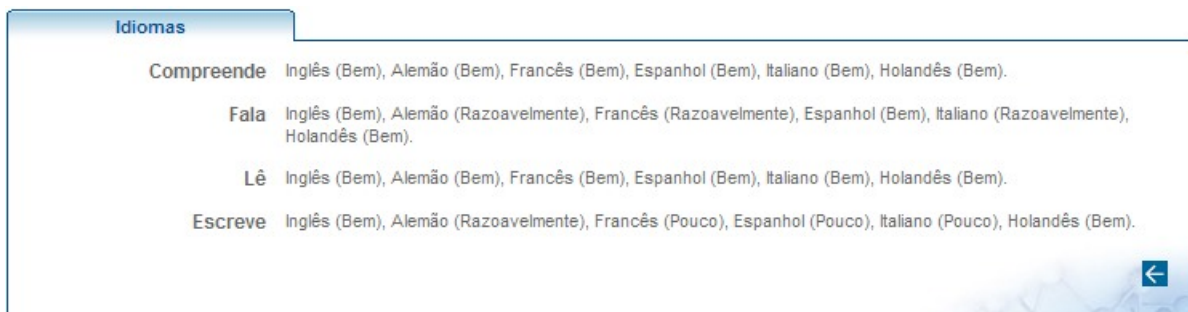 Idiomas
Compreende Inglês (Bem), Alemão (Bem), Francês (Bem), Espanhol (Bem), Italiano (Bem), Holandês (Bem).
Fala Inglês (Bem), Alemão (Razoavelmente), Francês (Razoavelmente), Espanhol (Bem), Italiano (Razoavelmente),
Holandês (Bem).
Lê Inglês (Bem), Alemão (Bem), Francês (Bem), Espanhol (Bem), Italiano (Bem), Holandês (Bem).
Escreve Inglês (Bem), Alemão (Razoavelmente), Francês (Pouco), Espanhol (Pouco), Italiano (Pouco), Holandês (Bem).